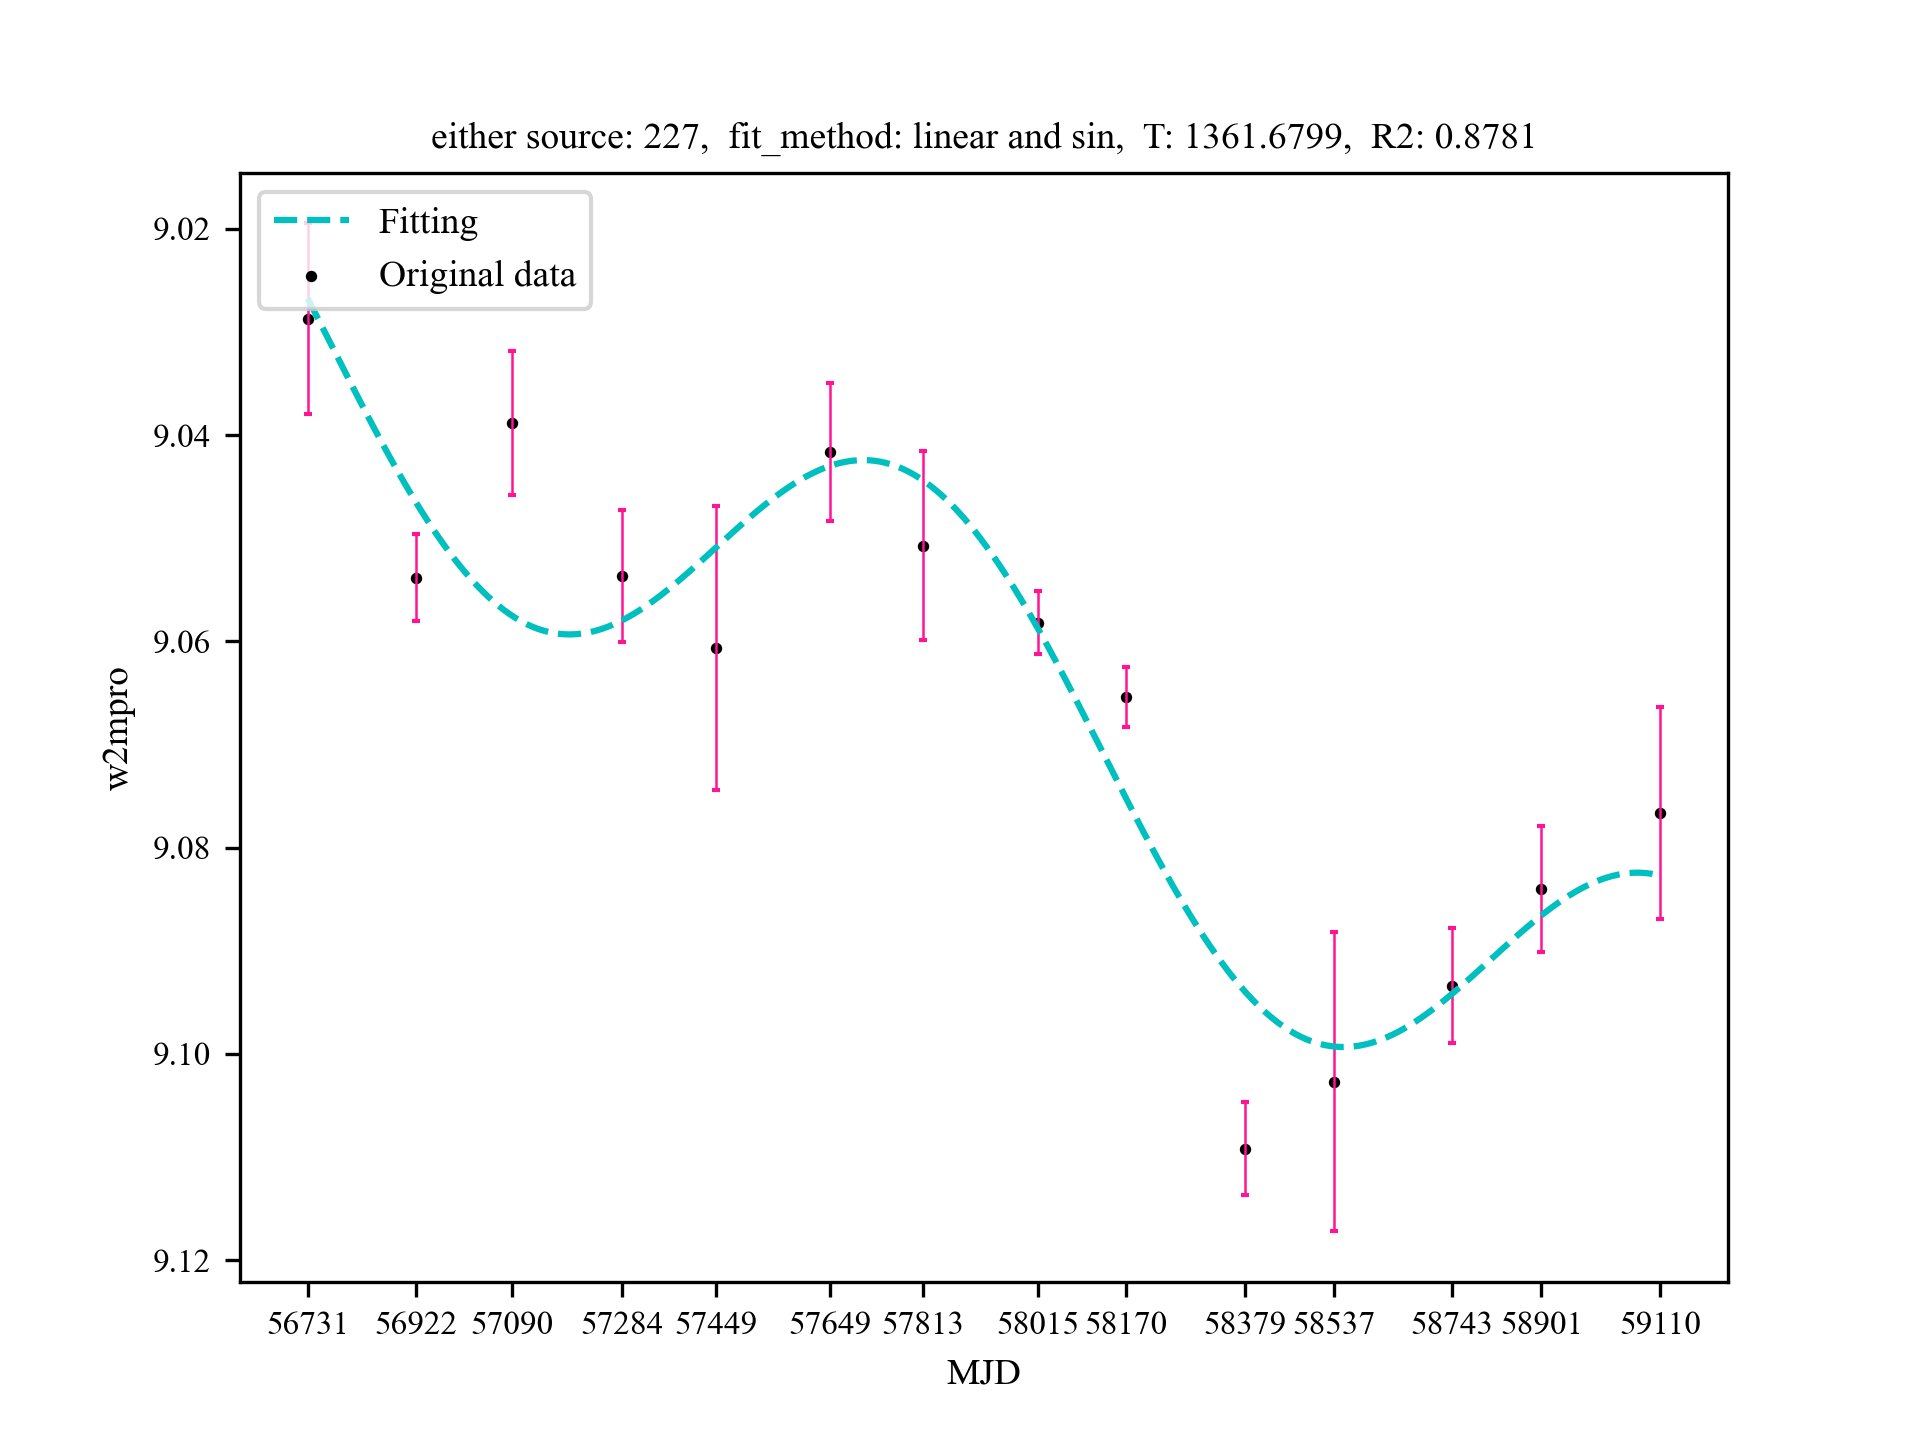 either source: 227,  fit_method: linear and sin,  T: 1361.6799,  R2: 0.8781
Fitting
Original data
9.02
9.04
9.06
9.08
9.10
9.12
w2mpro
56731 56922 57090 57284 57449 57649 57813 58015 58170 58379 58537 58743 58901 59110
MJD